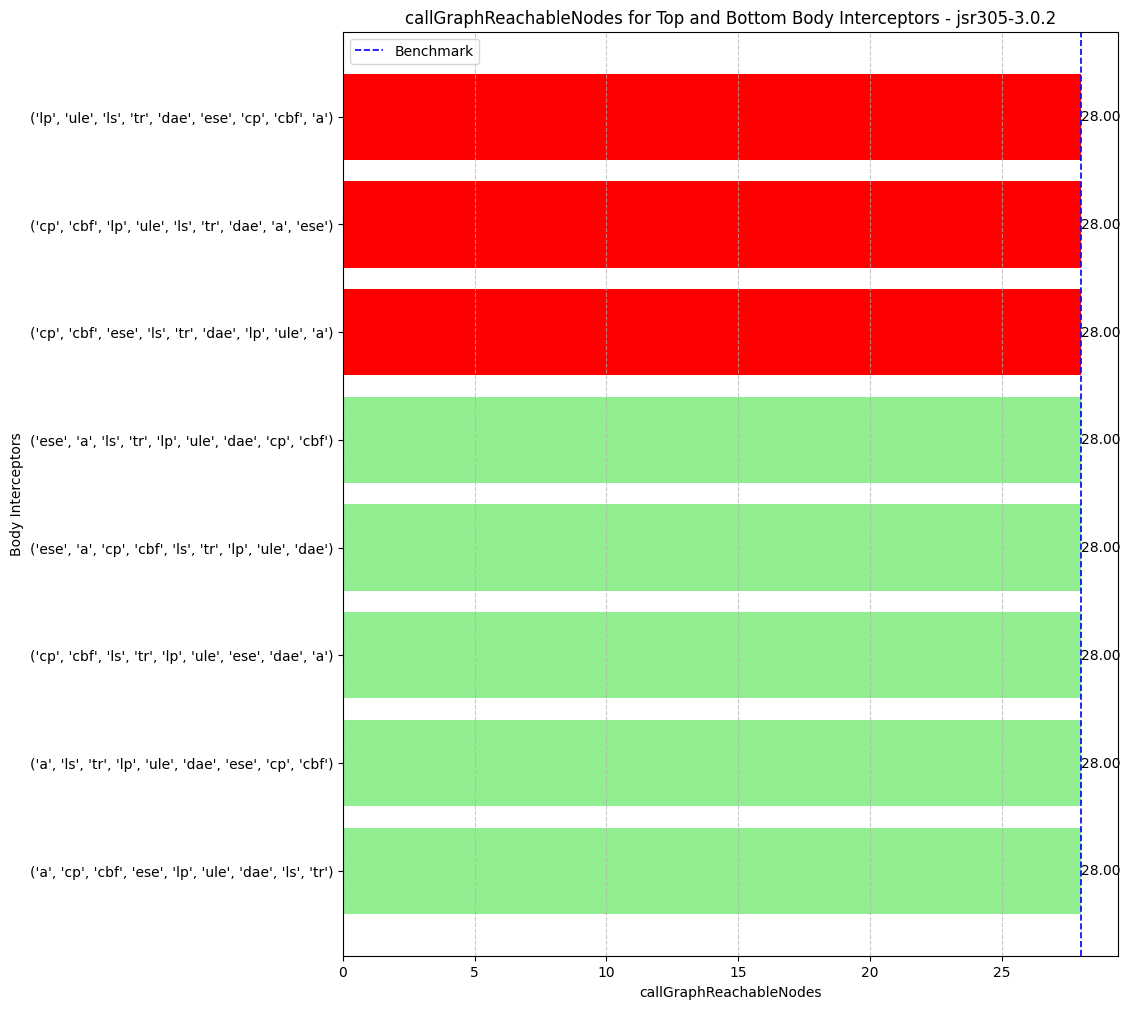 callGraphReachableNodes for Top and Bottom Body Interceptors - jsr305-3.0.2
Benchmark
('lp', 'ule', 'ls', 'tr', 'dae', 'ese', 'cp', 'cbf', 'a')
28.00
('cp', 'cbf', 'lp', 'ule', 'ls', 'tr', 'dae', 'a', 'ese')
28.00
('cp', 'cbf', 'ese', 'ls', 'tr', 'dae', 'lp', 'ule', 'a')
28.00
('ese', 'a', 'ls', 'tr', 'lp', 'ule', 'dae', 'cp', 'cbf')
28.00
('ese', 'a', 'cp', 'cbf', 'ls', 'tr', 'lp', 'ule', 'dae')
28.00
('cp', 'cbf', 'ls', 'tr', 'lp', 'ule', 'ese', 'dae', 'a')
28.00
('a', 'ls', 'tr', 'lp', 'ule', 'dae', 'ese', 'cp', 'cbf')
28.00
('a', 'cp', 'cbf', 'ese', 'lp', 'ule', 'dae', 'ls', 'tr')
28.00
Body Interceptors
0 5 10 15 20 25
callGraphReachableNodes